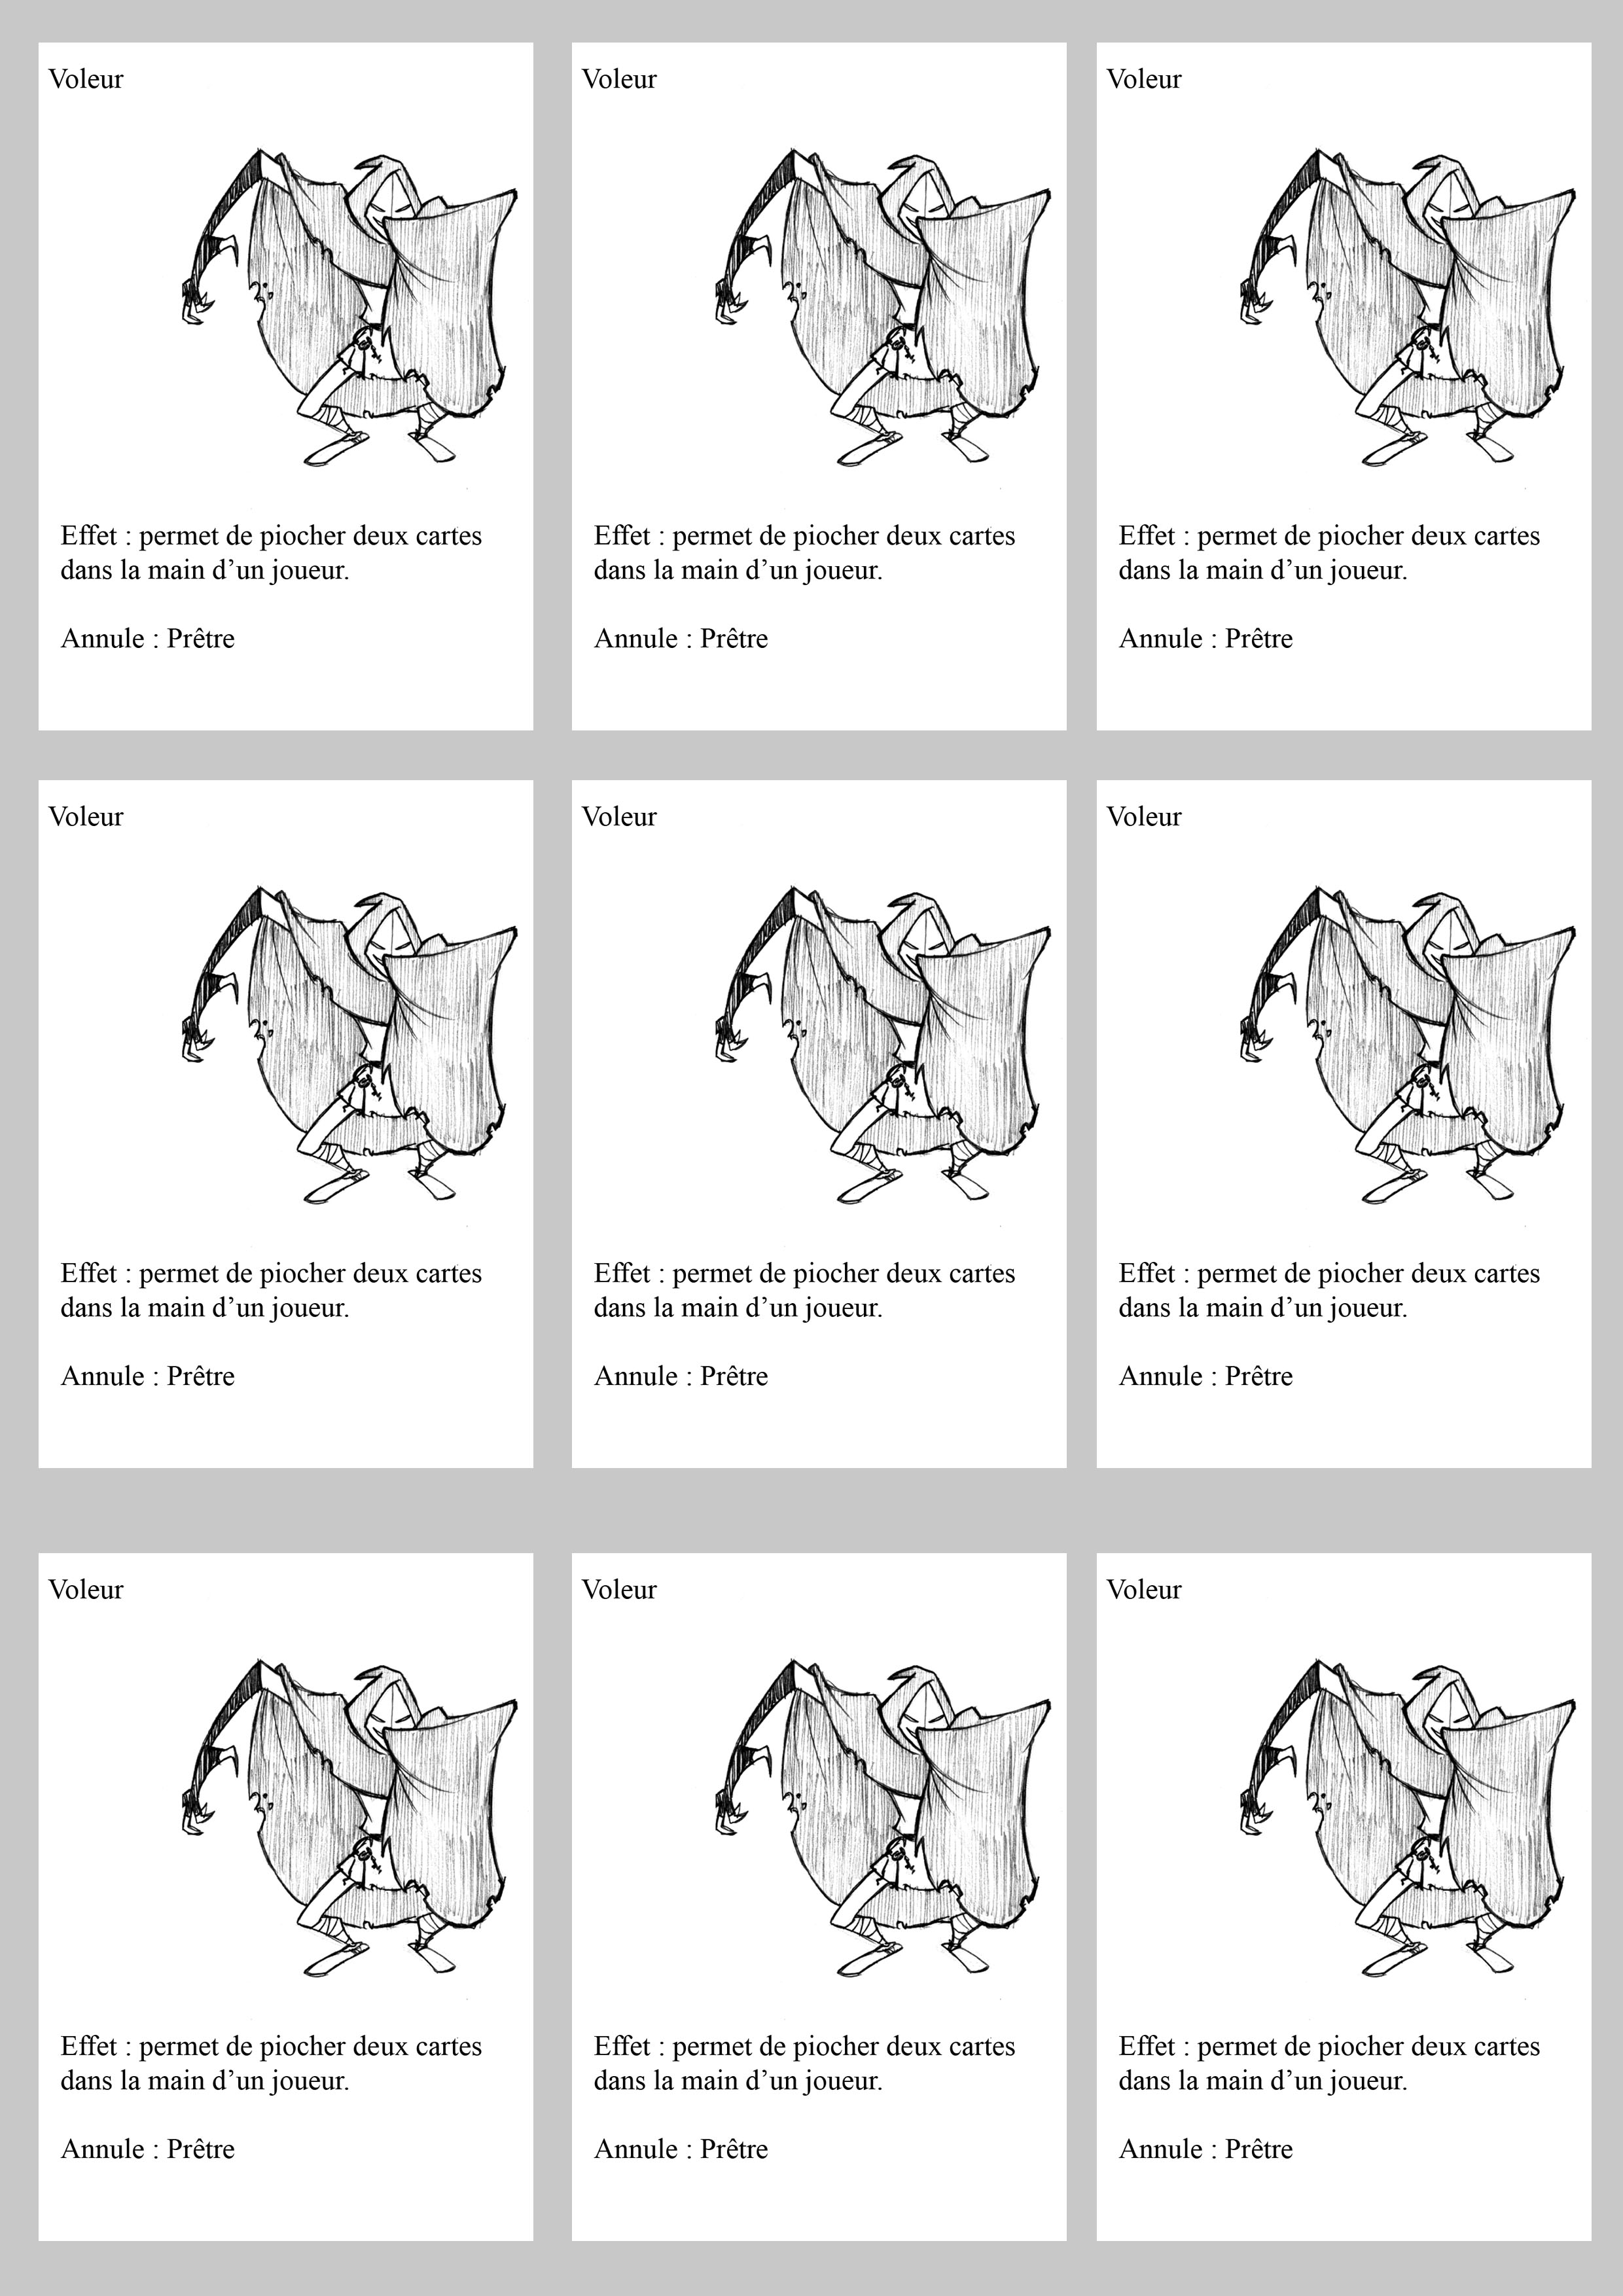 Voleur
Effet : permet de piocher deux cartes
dans la main d’un joueur.
Annule : Prêtre
Voleur
Effet : permet de piocher deux cartes
dans la main d’un joueur.
Annule : Prêtre
Voleur
Effet : permet de piocher deux cartes
dans la main d’un joueur.
Annule : Prêtre
Voleur
Effet : permet de piocher deux cartes
dans la main d’un joueur.
Annule : Prêtre
Voleur
Effet : permet de piocher deux cartes
dans la main d’un joueur.
Annule : Prêtre
Voleur
Effet : permet de piocher deux cartes
dans la main d’un joueur.
Annule : Prêtre
Voleur
Effet : permet de piocher deux cartes
dans la main d’un joueur.
Annule : Prêtre
Voleur
Effet : permet de piocher deux cartes
dans la main d’un joueur.
Annule : Prêtre
Voleur
Effet : permet de piocher deux cartes
dans la main d’un joueur.
Annule : Prêtre